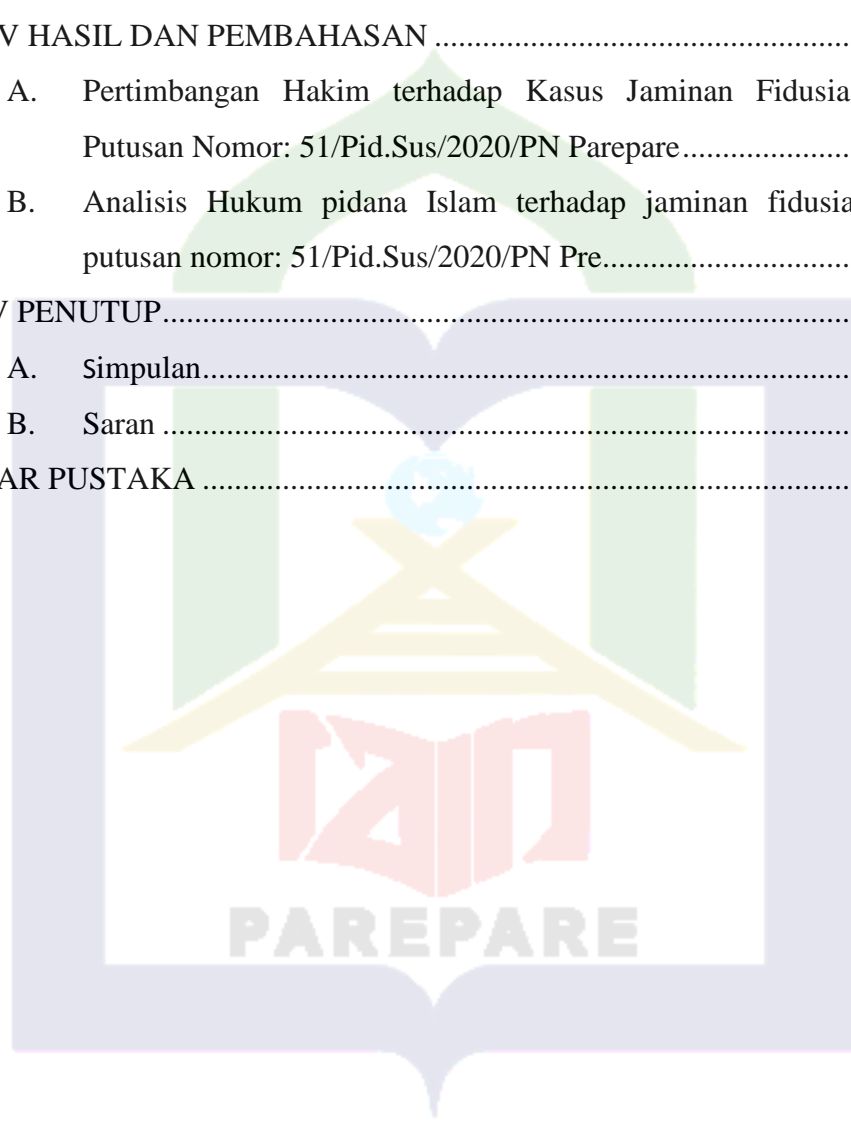 V HASIL DAN PEMBAHASAN ............................................................
A. Pertimbangan Hakim terhadap Kasus Jaminan Fidusia
Putusan Nomor: 51/Pid.Sus/2020/PN Parepare.......................
B. Analisis Hukum pidana Islam terhadap jaminan fidusia
putusan nomor: 51/Pid.Sus/2020/PN Pre.................................
V PENUTUP.........................................................................................
A. Simpulan....................................................................................
B. Saran .........................................................................................
AR PUSTAKA ....................................................................................
PAREPARE